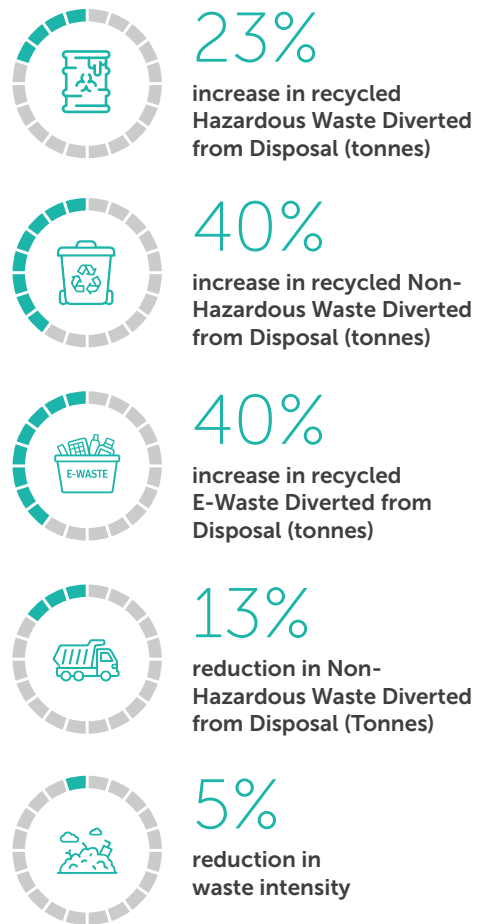 23%
increase in recycled
Hazardous Waste Diverted
from Disposal (tonnes)
40%
increase in recycled Non-
Hazardous Waste Diverted
from Disposal (tonnes)
E-WASTE
40%
increase in recycled
E-Waste Diverted from
Disposal (tonnes)
13%
reduction in Non-
Hazardous Waste Diverted
from Disposal (Tonnes)
5%
reduction in
waste intensity